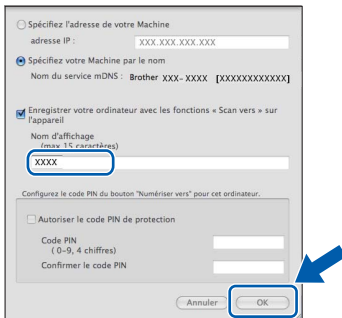 Spécifiez l'adresse de votre Machine
adresse IP :
XXX.XXX.XXX.XXX
Spécifiez votre Machine par le nom
Nom du service mDNS : Brother XXX-XXXX [XXXXXXXXXXXX]
Enregistrer votre ordinateur avec les fonctions « Scan vers » sur
l'appareil
Nom d'affichage
(max 15 caractères)
XXXX
Configurez le code PIN du bouton "Numériser vers" pour cet ordinateur.
Autoriser le code PIN de protection
Code PIN
( 0-9, 4 chiffres)
Confirmer le code PIN
Annuler
OK